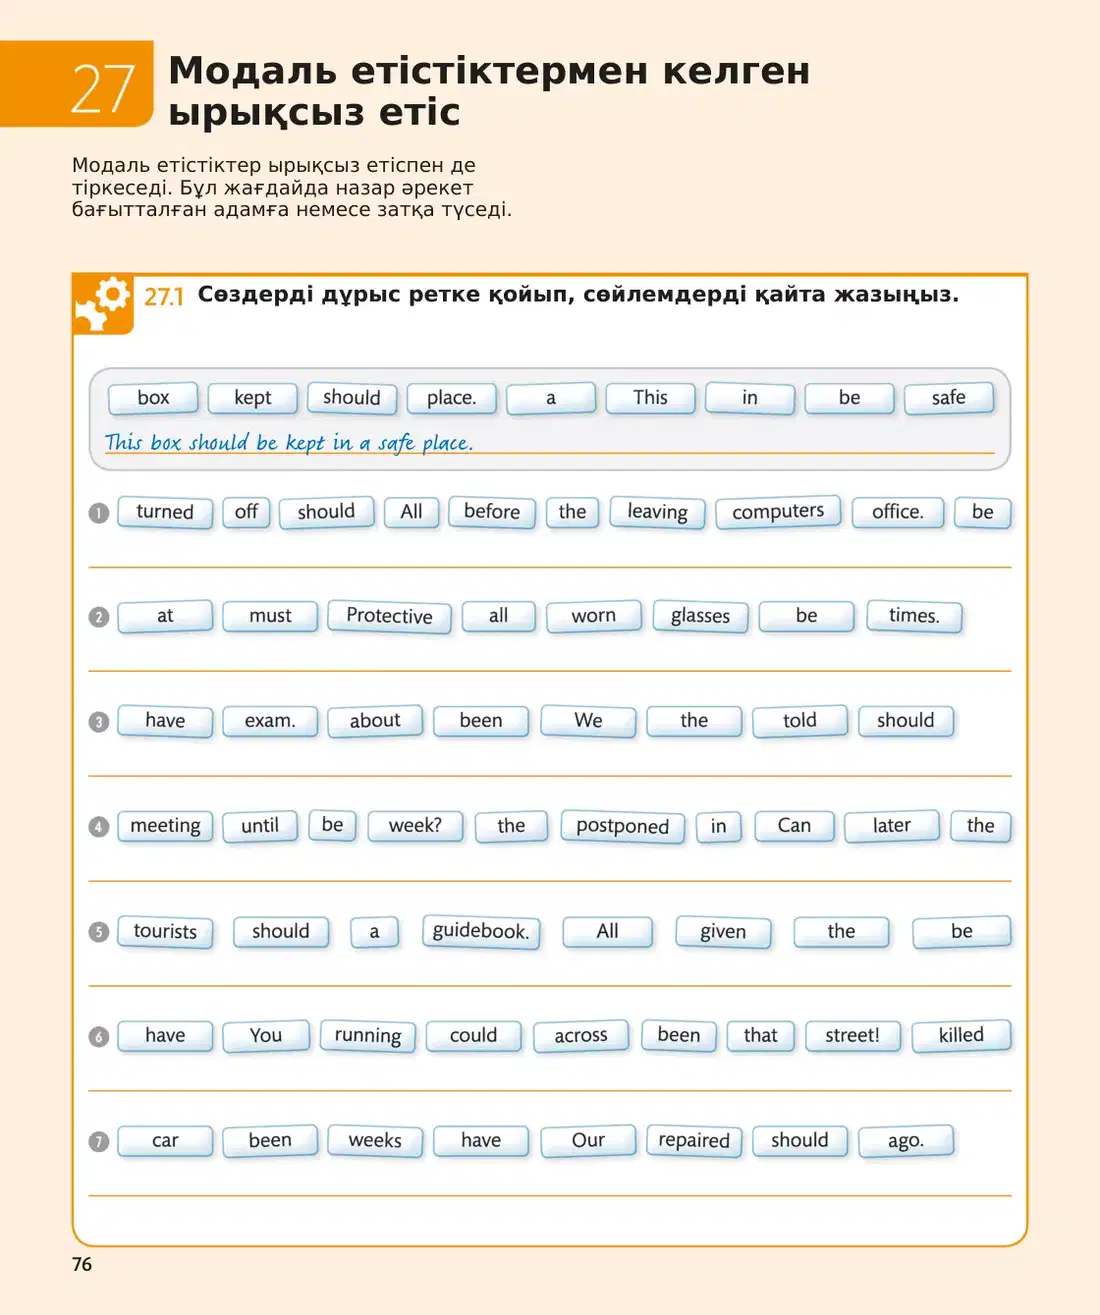 27
Модаль етістіктермен келген
ырықсыз етіс
Модаль етістіктер ырықсыз етіспен де
тіркеседі. Бұл жағдайда назар әрекет
бағытталған адамға немесе затқа түседі.
27.1 Сөздерді дұрыс ретке қойып, сөйлемдерді қайта жазыңыз.
box kept should place. a This in be safe
This box should be kept in a safe place.
1 turned off should All before the leaving computers office. be
2 at must Protective all worn glasses be times.
3 have exam. about been We the told should
4 meeting until be week? the postponed in Can later the
5 tourists should a guidebook. All given the be
6 have You running could across been that street! killed
7 car been weeks have Our repaired should ago.
76